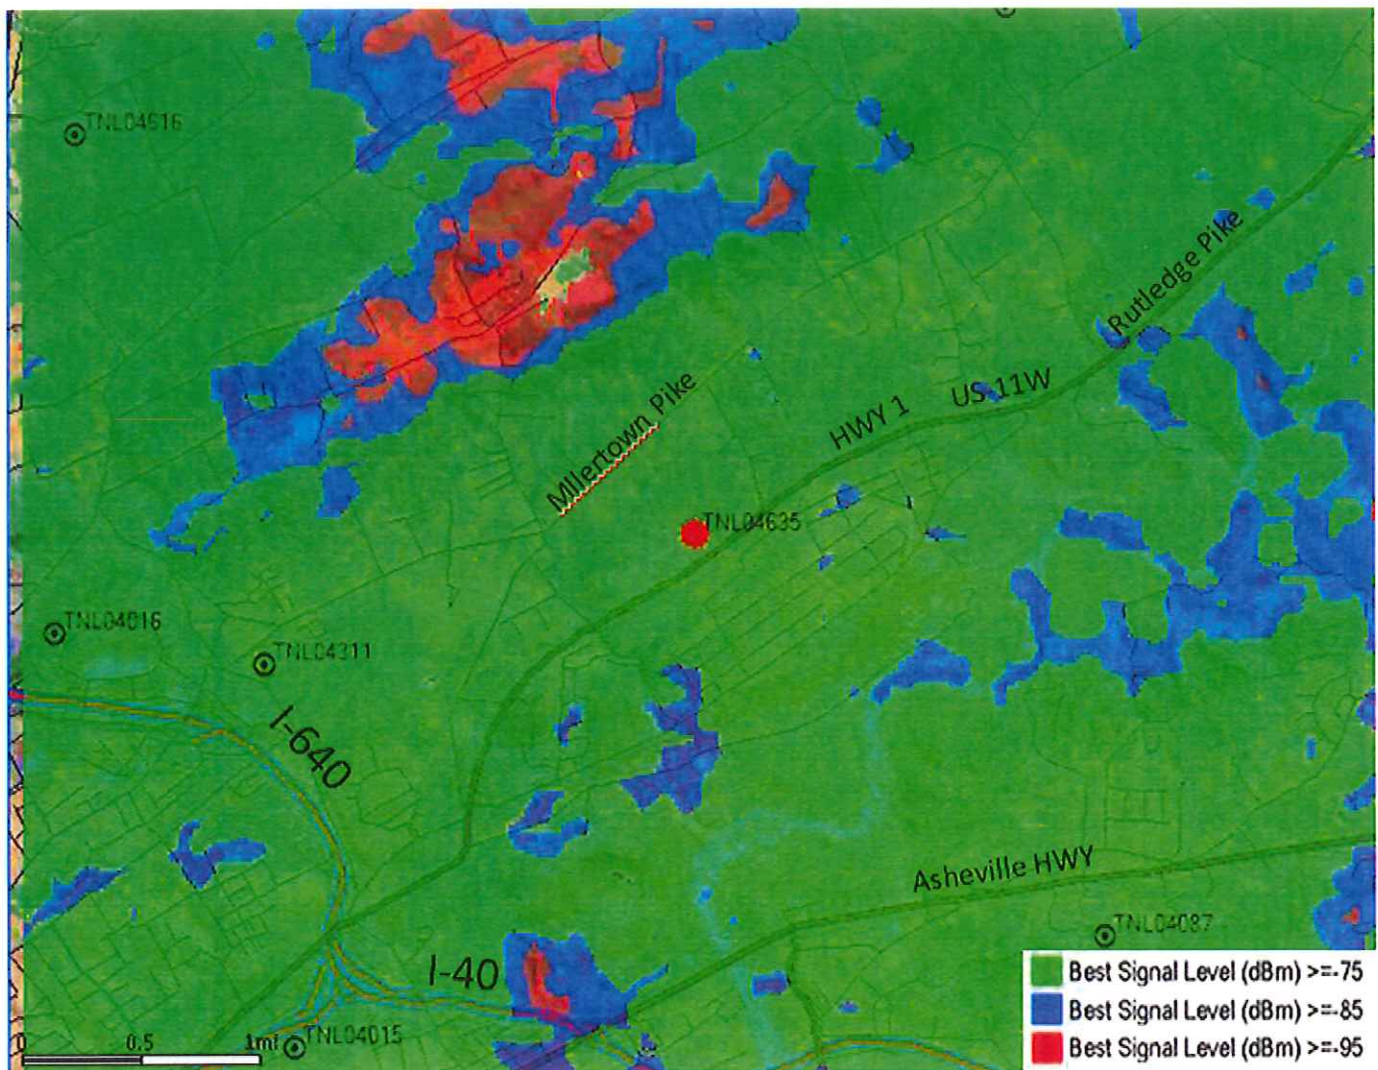 TNL04616
Rutledge Pike
Mllertown Pike
HWY 1
US 11W
TNL04635
TNL04016
TNL04311
I-640
Asheville HWY
TNL04087
I-40
TNL04015
0
0.5
1mi
Best Signal Level (dBm) >=-75
Best Signal Level (dBm) >=-85
Best Signal Level (dBm) >=-95